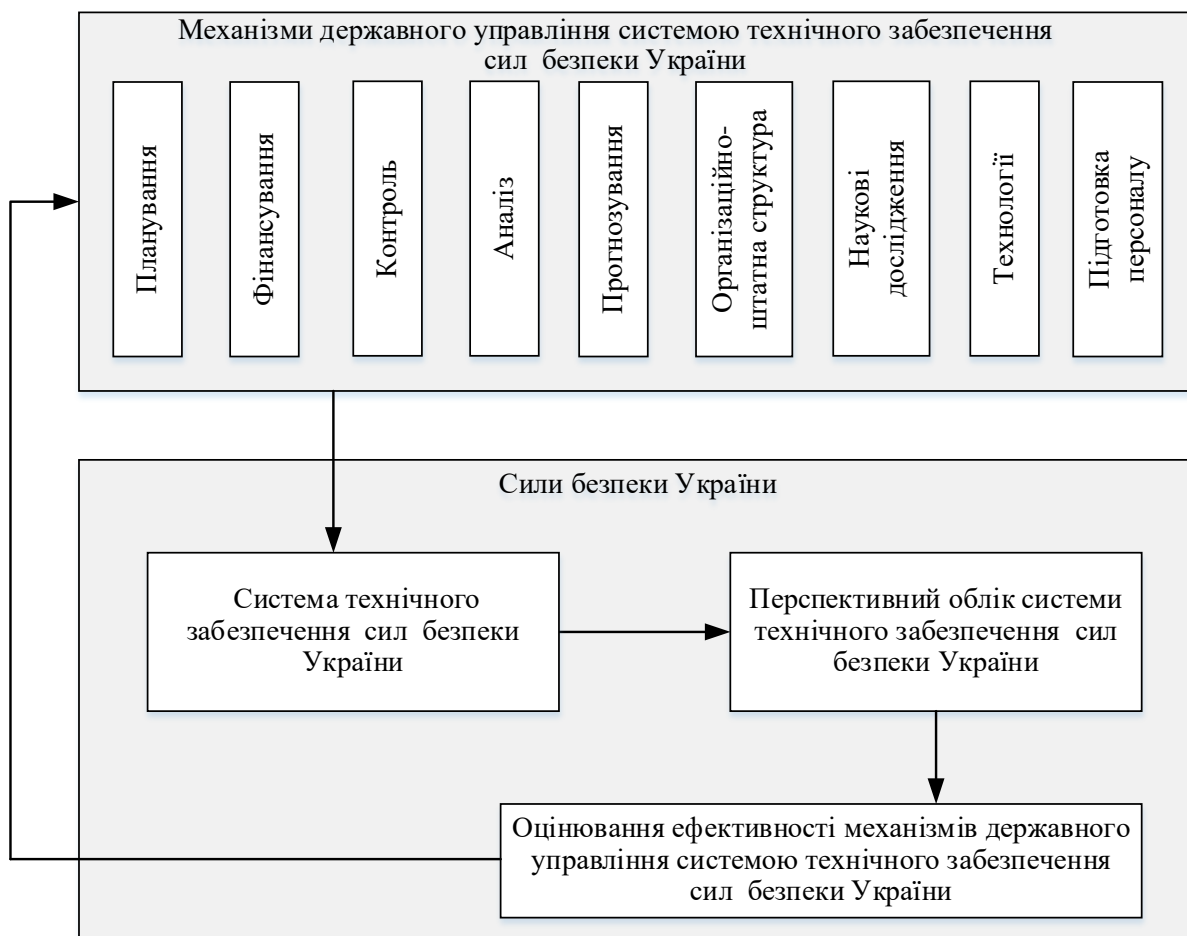 Механізми державного управління системою технічного забезпечення
сил безпеки України
Планування
Фінансування
Контроль
Аналіз
Прогнозування
Організаційно-
штатна структура
Наукові
дослідження
Технології
Підготовка
персоналу
Сили безпеки України
Система технічного
забезпечення сил безпеки
України
Перспективний облік системи
технічного забезпечення сил
безпеки України
Оцінювання ефективності механізмів державного
управління системою технічного забезпечення
сил безпеки України